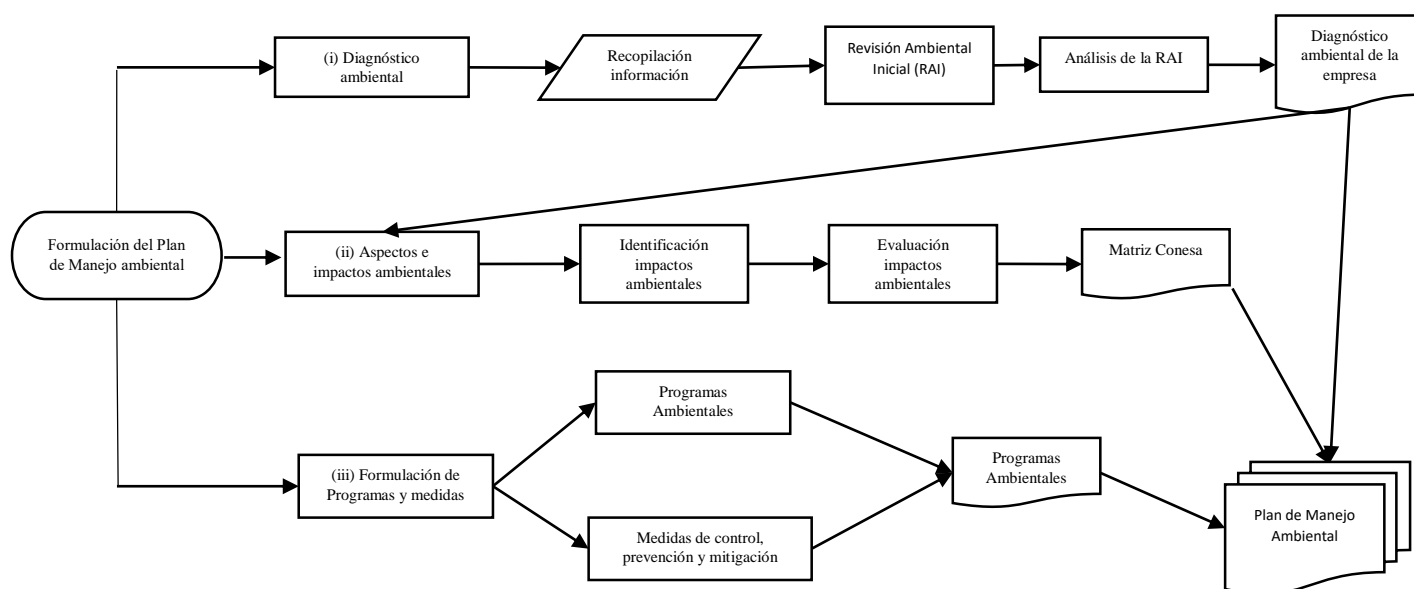 (i) Diagnóstico
ambiental
Recopilación
información
Revisión Ambiental
Inicial (RAI)
Análisis de la RAI
Diagnóstico
ambiental de la
empresa
Formulación del Plan
de Manejo ambiental
(ii) Aspectos e
impactos ambientales
Identificación
impactos
ambientales
Evaluación
impactos
ambientales
Matriz Conesa
(iii) Formulación de
Programas y medidas
Programas
Ambientales
Medidas de control,
prevención y mitigación
Programas
Ambientales
Plan de Manejo
Ambiental